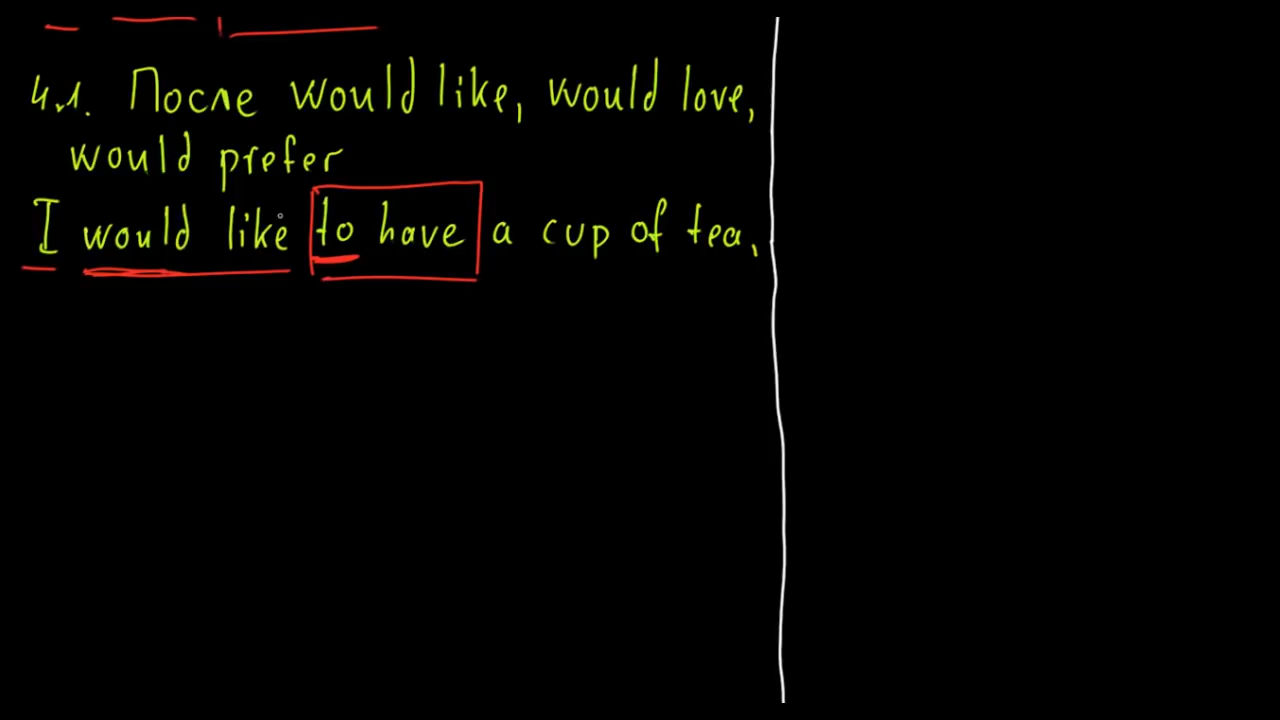 4.1. После would like, would love,
would prefer
I would like to have a cup of tea.